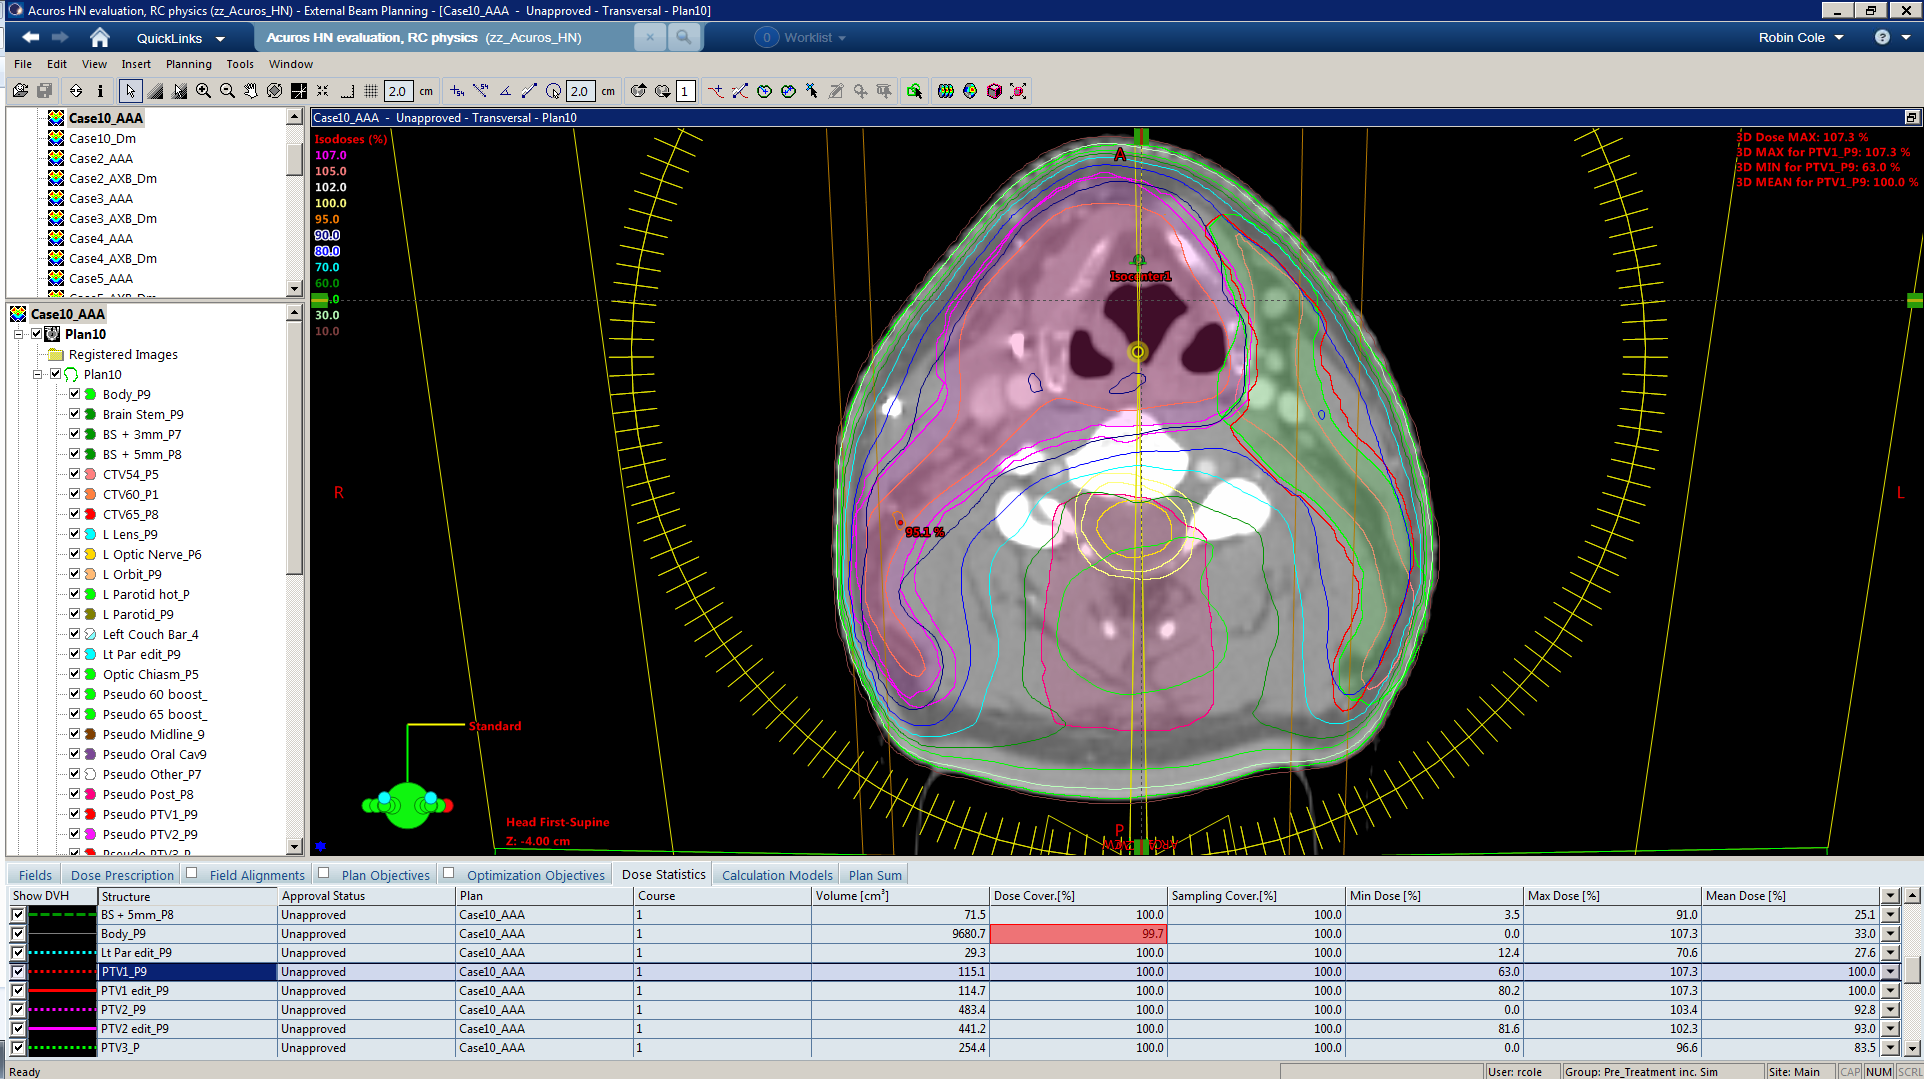 Acuros HN evaluation, RC physics (zz_Acuros_HN) - External Beam Planning - [Case10_AAA - Unapproved - Transversal - Plan10]
QuickLinks
Acuros HN evaluation, RC physics (zz_Acuros_HN)
0 Worklist
Robin Cole
?
File Edit View Insert Planning Tools Window
2.0 cm 2.0 cm 1
Case10_AAA
Case10_Dm
Case2_AAA
Case2_AXB_Dm
Case3_AAA
Case3_AXB_Dm
Case4_AAA
Case4_AXB_Dm
Case5_AAA
Case5_AXB_Dm
Case10_AAA
Plan10
Registered Images
Plan10
Body_P9
Brain Stem_P9
BS + 3mm_P7
BS + 5mm_P8
CTV54_P5
CTV60_P1
CTV65_P8
L Lens_P9
L Optic Nerve_P6
L Orbit_P9
L Parotid hot_P
L Parotid_P9
Left Couch Bar_4
Lt Par edit_P9
Optic Chiasm_P5
Pseudo 60 boost_
Pseudo 65 boost_
Pseudo Midline_9
Pseudo Oral Cav9
Pseudo Other_P7
Pseudo Post_P8
Pseudo PTV1_P9
Pseudo PTV2_P9
Pseudo PTV3_P
Case10_AAA - Unapproved - Transversal - Plan10
Isodoses (%)
107.0
105.0
102.0
100.0
95.0
90.0
80.0
70.0
60.0
30.0
10.0
3D Dose MAX: 107.3 %
3D MAX for PTV1_P9: 107.3 %
3D MIN for PTV1_P9: 63.0 %
3D MEAN for PTV1_P9: 100.0 %
A
Isocenter1
R
L
95.1 %
Standard
Head First-Supine
Z: -4.00 cm
P
Fields Dose Prescription Field Alignments Plan Objectives Optimization Objectives Dose Statistics Calculation Models Plan Sum
Show DVH Structure Approval Status Plan Course Volume [cm³] Dose Cover.[%] Sampling Cover.[%] Min Dose [%] Max Dose [%] Mean Dose [%]
BS + 5mm_P8 Unapproved Case10_AAA 1 71.5 100.0 100.0 3.5 91.0 25.1
Body_P9 Unapproved Case10_AAA 1 9680.7 99.7 100.0 0.0 107.3 33.0
Lt Par edit_P9 Unapproved Case10_AAA 1 29.3 100.0 100.0 12.4 70.6 27.6
PTV1_P9 Unapproved Case10_AAA 1 115.1 100.0 100.0 63.0 107.3 100.0
PTV1 edit_P9 Unapproved Case10_AAA 1 114.7 100.0 100.0 80.2 107.3 100.0
PTV2_P9 Unapproved Case10_AAA 1 483.4 100.0 100.0 0.0 103.4 92.8
PTV2 edit_P9 Unapproved Case10_AAA 1 441.2 100.0 100.0 81.6 102.3 93.0
PTV3_P Unapproved Case10_AAA 1 254.4 100.0 100.0 0.0 96.6 83.5
Ready
User: rcole Group: Pre_Treatment inc. Sim Site: Main CAP NUM SCRL